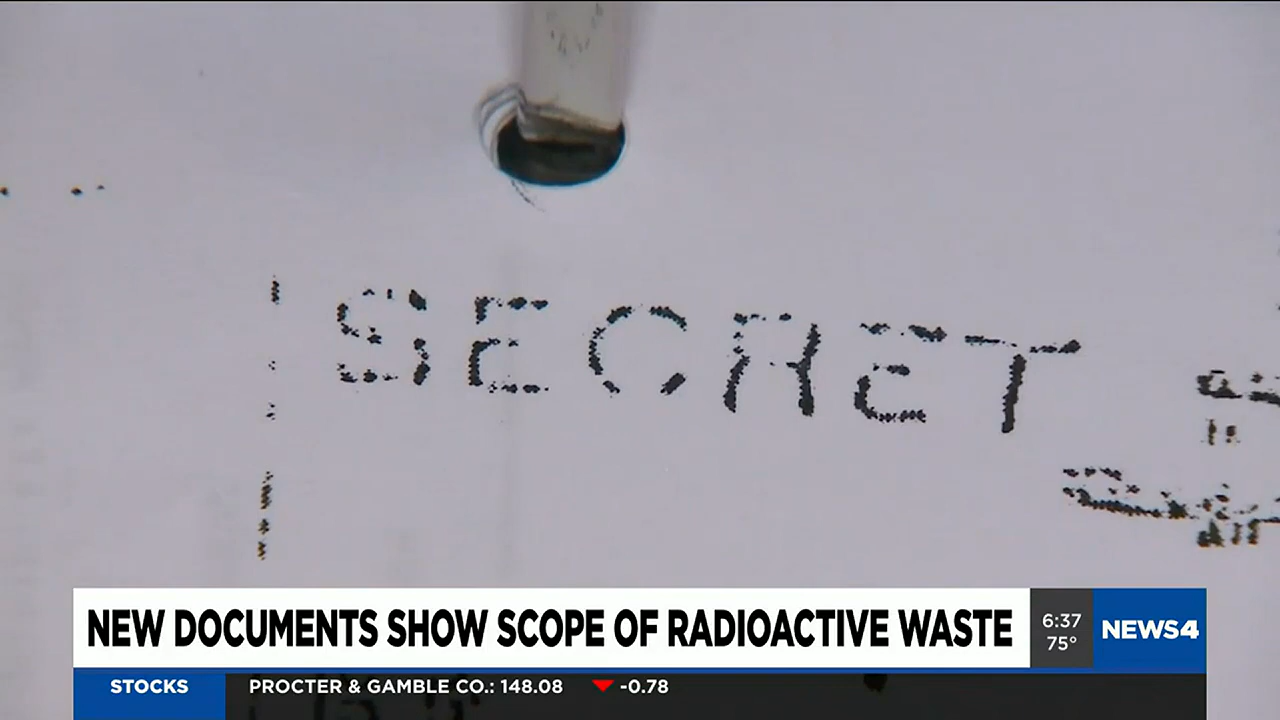 SECRET
NEW DOCUMENTS SHOW SCOPE OF RADIOACTIVE WASTE
6:37
75°
NEWS4
STOCKS
PROCTER & GAMBLE CO.: 148.08 ▼ -0.78